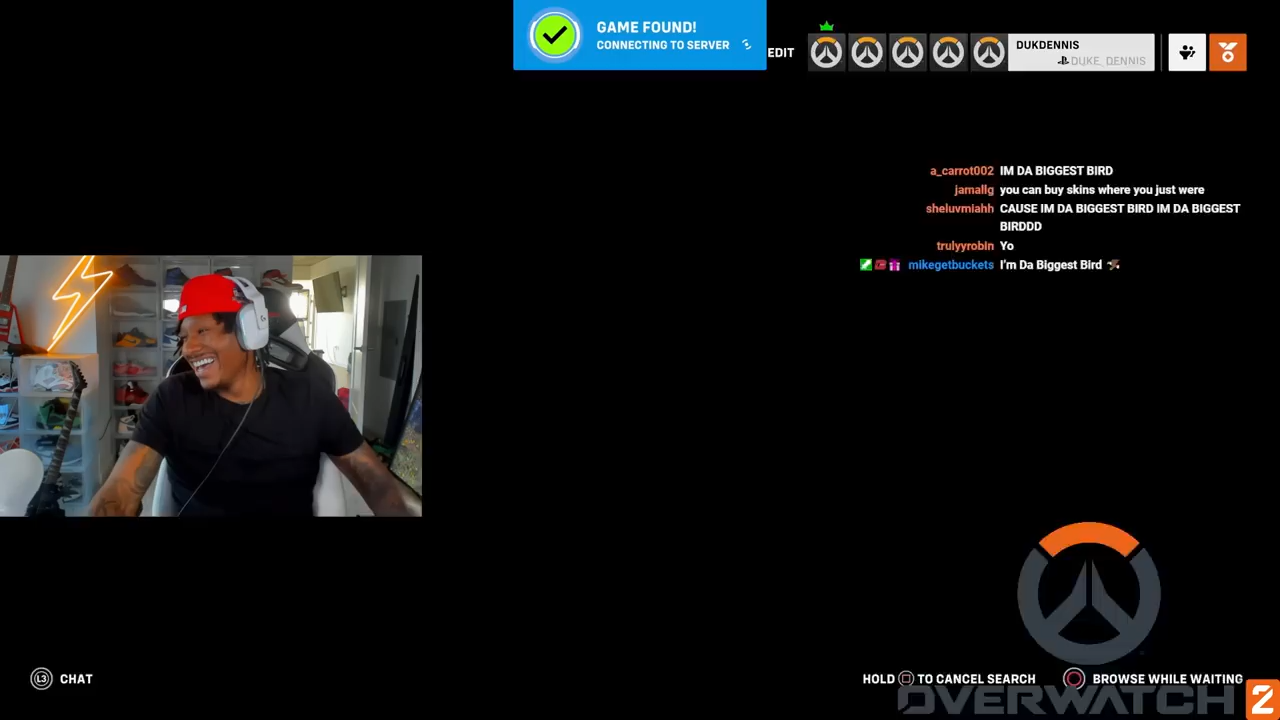 GAME FOUND!
CONNECTING TO SERVER
EDIT
DUKDENNIS
DUKE_DENNIS
a_carrot002 IM DA BIGGEST BIRD
jamallg you can buy skins where you just were
sheluvmiahh CAUSE IM DA BIGGEST BIRD IM DA BIGGEST
BIRDDD
trulyyrobin Yo
mikegetbuckets I'm Da Biggest Bird
L3 CHAT
HOLD TO CANCEL SEARCH
BROWSE WHILE WAITING
OVERWATCH 2